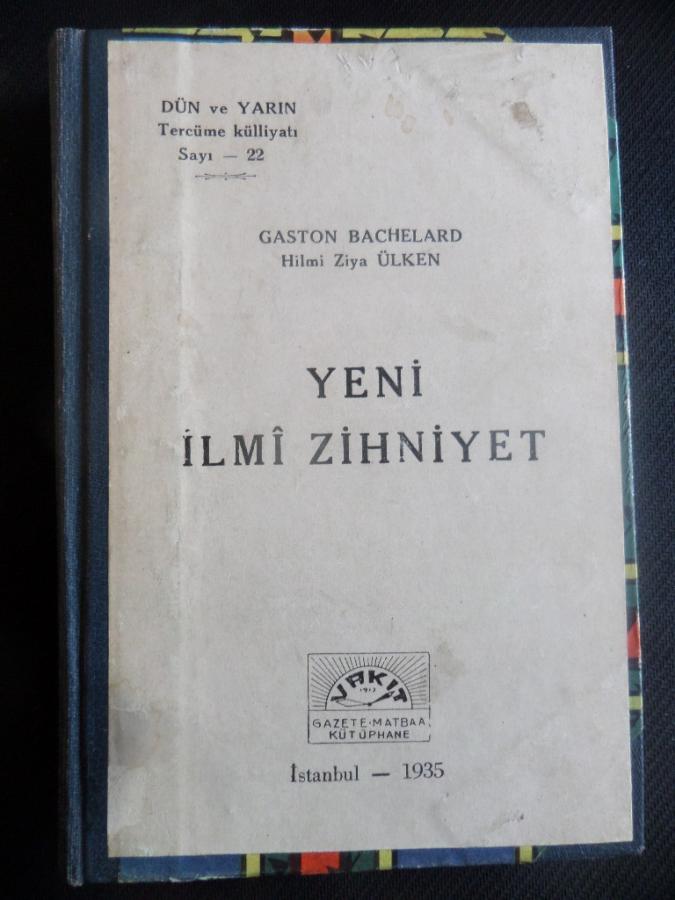 DÜN ve YARIN
Tercüme külliyatı
Sayı — 22
GASTON BACHELARD
Hilmi Ziya ÜLKEN
YENİ
İLMÎ ZİHNİYET
VAKIT
1917
GAZETE·MATBAA
KÜTÜPHANE
İstanbul — 1935